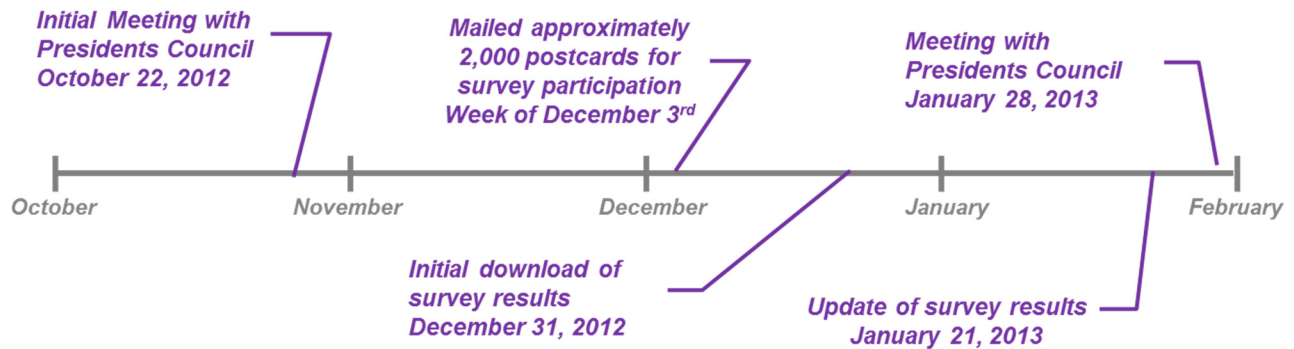 Initial Meeting with
Presidents Council
October 22, 2012
Mailed approximately
2,000 postcards for
survey participation
Week of December 3rd
Meeting with
Presidents Council
January 28, 2013
October
November
December
January
February
Initial download of
survey results
December 31, 2012
Update of survey results
January 21, 2013